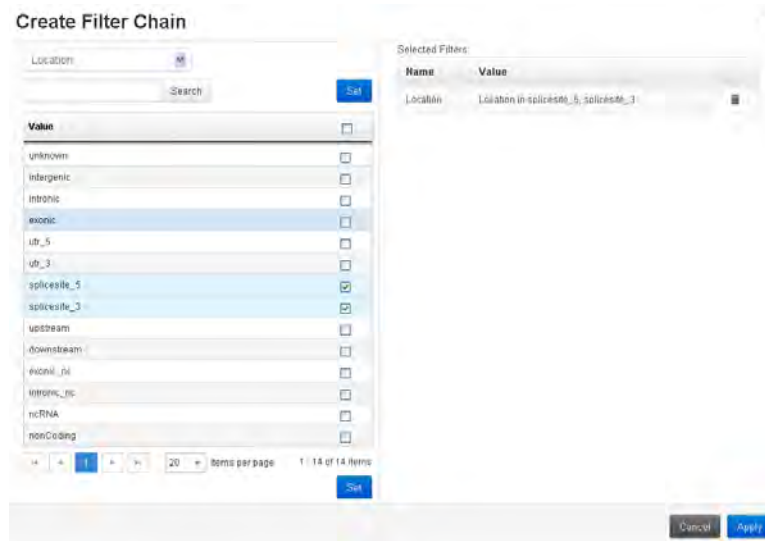 Create Filter Chain
Location
Search
Set
Value
unknown
intergenic
intronic
exonic
utr_5
utr_3
splicesite_5
splicesite_3
upstream
downstream
exonic_nc
intronic_nc
ncRNA
nonCoding
1
20
items per page
1 - 14 of 14 items
Set
Selected Filters
Name Value
Location Location in splicesite_5, splicesite_3
Cancel Apply